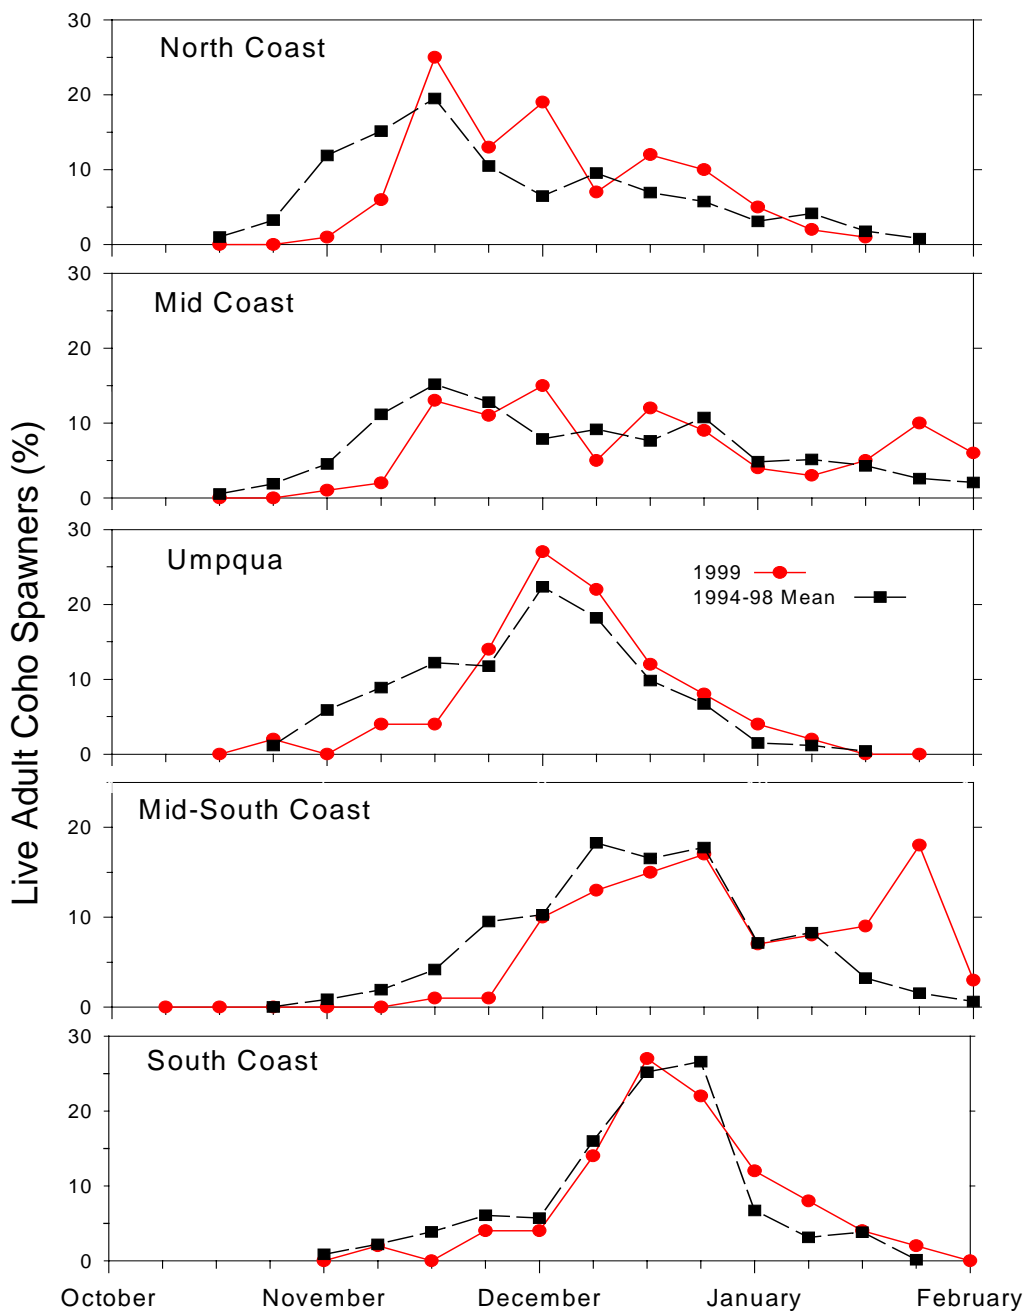 Live Adult Coho Spawners (%)
30
North Coast
20
10
0
30
Mid Coast
20
10
0
30
Umpqua
1999
1994-98 Mean
20
10
0
Mid-South Coast
20
10
0
30
South Coast
20
10
0
October November December January February